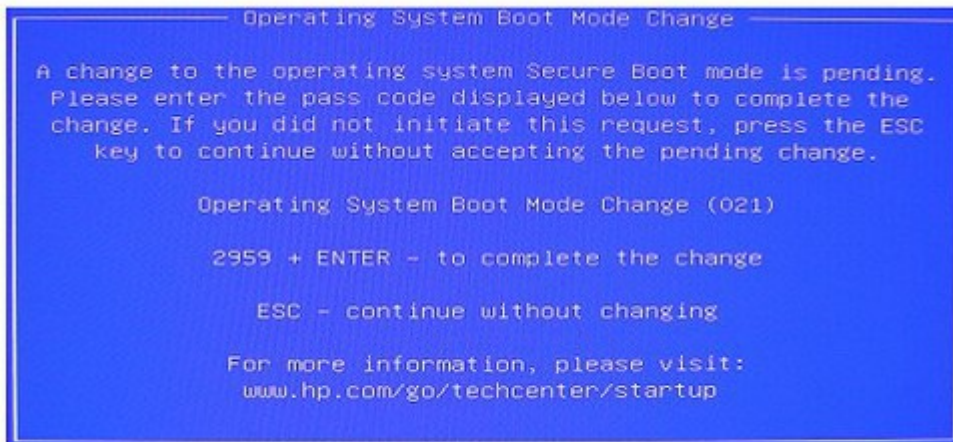 Operating System Boot Mode Change
A change to the operating system Secure Boot mode is pending.
Please enter the pass code displayed below to complete the
change. If you did not initiate this request, press the ESC
key to continue without accepting the pending change.
Operating System Boot Mode Change (021)
2959 + ENTER - to complete the change
ESC - continue without changing
For more information, please visit:
www.hp.com/go/techcenter/startup